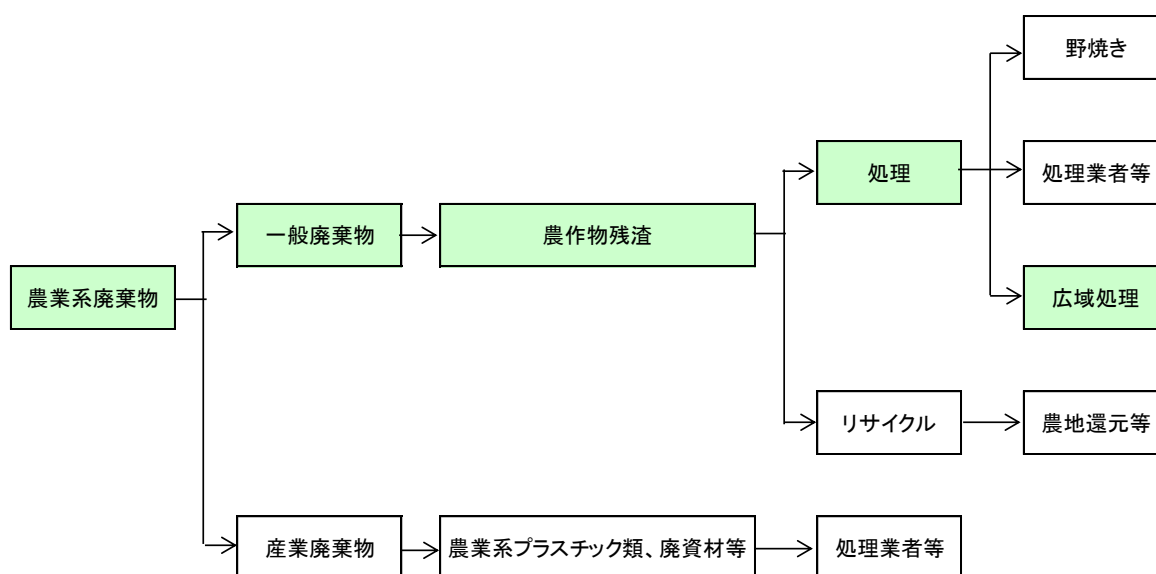 野焼き
処理
処理業者等
一般廃棄物
農作物残渣
農業系廃棄物
広域処理
リサイクル
農地還元等
産業廃棄物
農業系プラスチック類、廃資材等
処理業者等